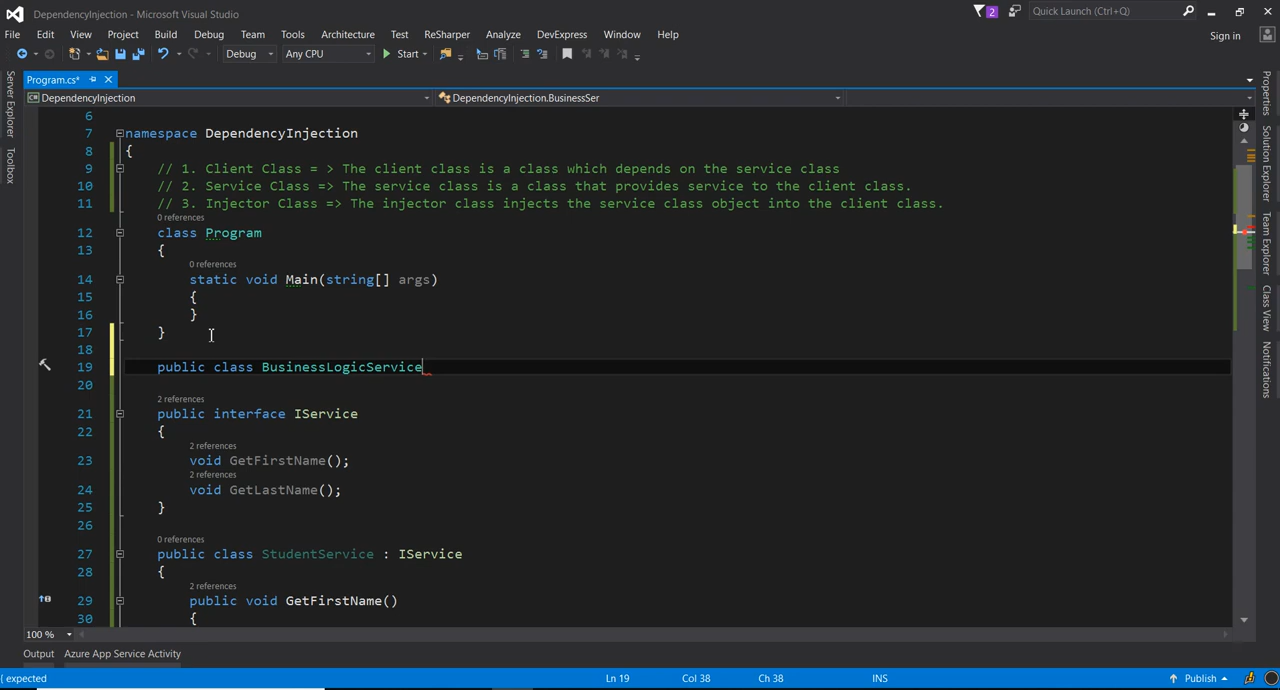 DependencyInjection - Microsoft Visual Studio
2
Quick Launch (Ctrl+Q)
File Edit View Project Build Debug Team Tools Architecture Test ReSharper Analyze DevExpress Window Help
Sign in
Debug Any CPU Start
Program.cs*
DependencyInjection DependencyInjection.BusinessSer
Server Explorer
Toolbox
Properties
Solution Explorer
Team Explorer
Class View
Notifications
6
7 namespace DependencyInjection
8 {
9 // 1. Client Class = > The client class is a class which depends on the service class
10 // 2. Service Class => The service class is a class that provides service to the client class.
11 // 3. Injector Class => The injector class injects the service class object into the client class.
0 references
12 class Program
13 {
0 references
14 static void Main(string[] args)
15 {
16 }
17 }
18
19 public class BusinessLogicService
20
2 references
21 public interface IService
22 {
2 references
23 void GetFirstName();
2 references
24 void GetLastName();
25 }
26
0 references
27 public class StudentService : IService
28 {
2 references
29 public void GetFirstName()
30 {
100 %
Output Azure App Service Activity
{ expected Ln 19 Col 38 Ch 38 INS Publish